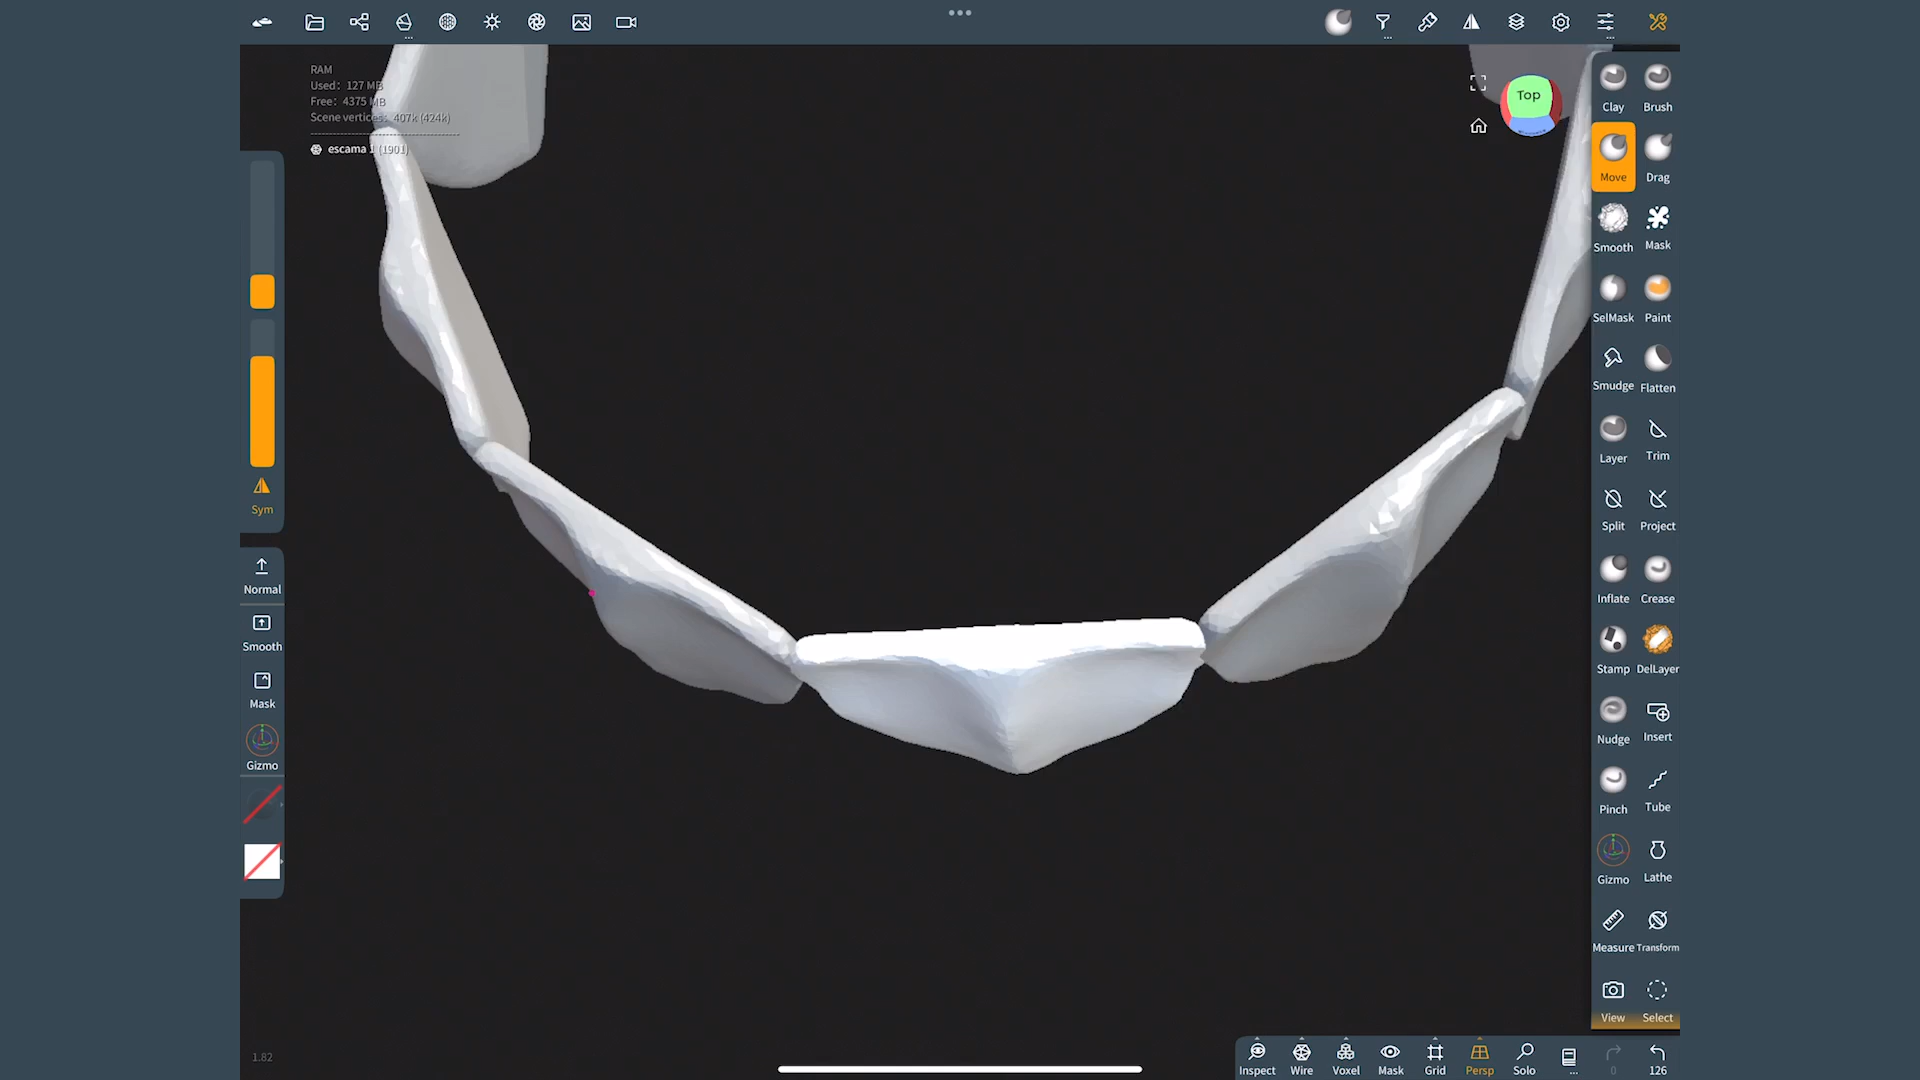 RAM
Used: 127 MB
Free: 4375 MB
Scene vertices: 407k (424k)
escama 1 (1901)
Top
Clay
Brush
Move
Drag
Smooth
Mask
SelMask
Paint
Smudge
Flatten
Layer
Trim
Split
Project
Inflate
Crease
Stamp
DelLayer
Nudge
Insert
Pinch
Tube
Gizmo
Lathe
Measure
Transform
View
Select
Sym
Normal
Smooth
Mask
Gizmo
1.82
Inspect
Wire
Voxel
Mask
Grid
Persp
Solo
...
0
126